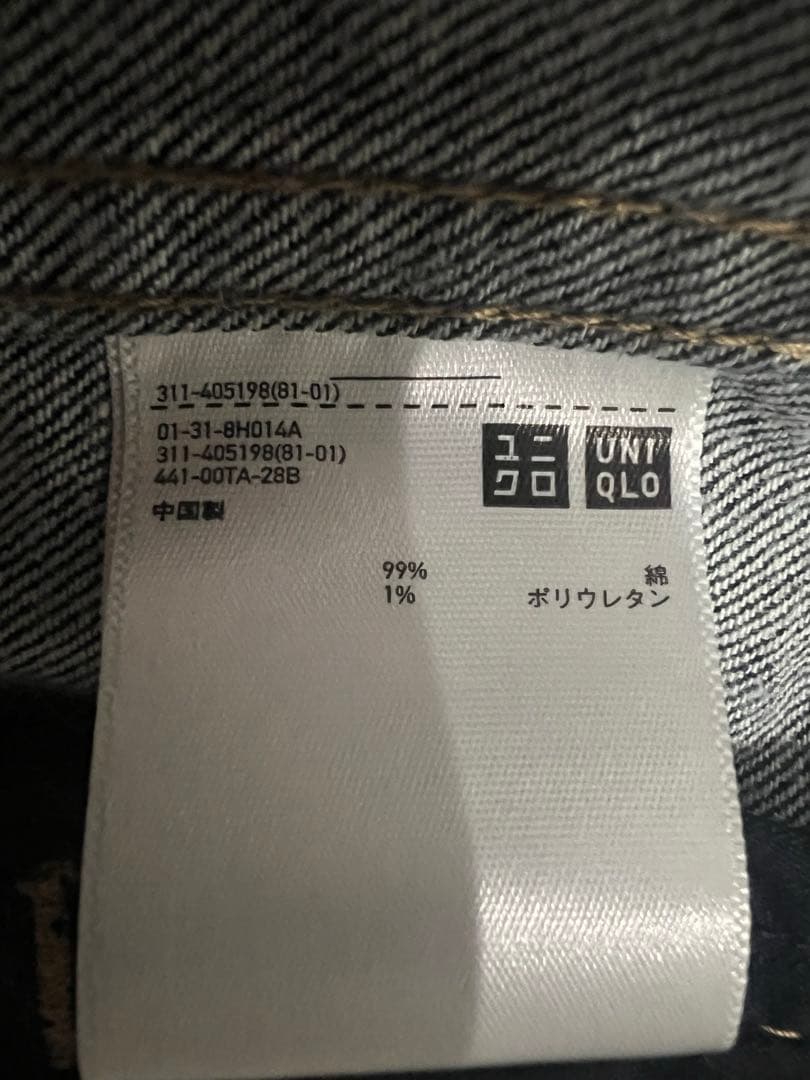 311-405198(81-01)
01-31-8H014A
311-405198(81-01)
441-00TA-28B
中国製
ユニ
クロ
UNI
QLO
99% 綿
1% ポリウレタン